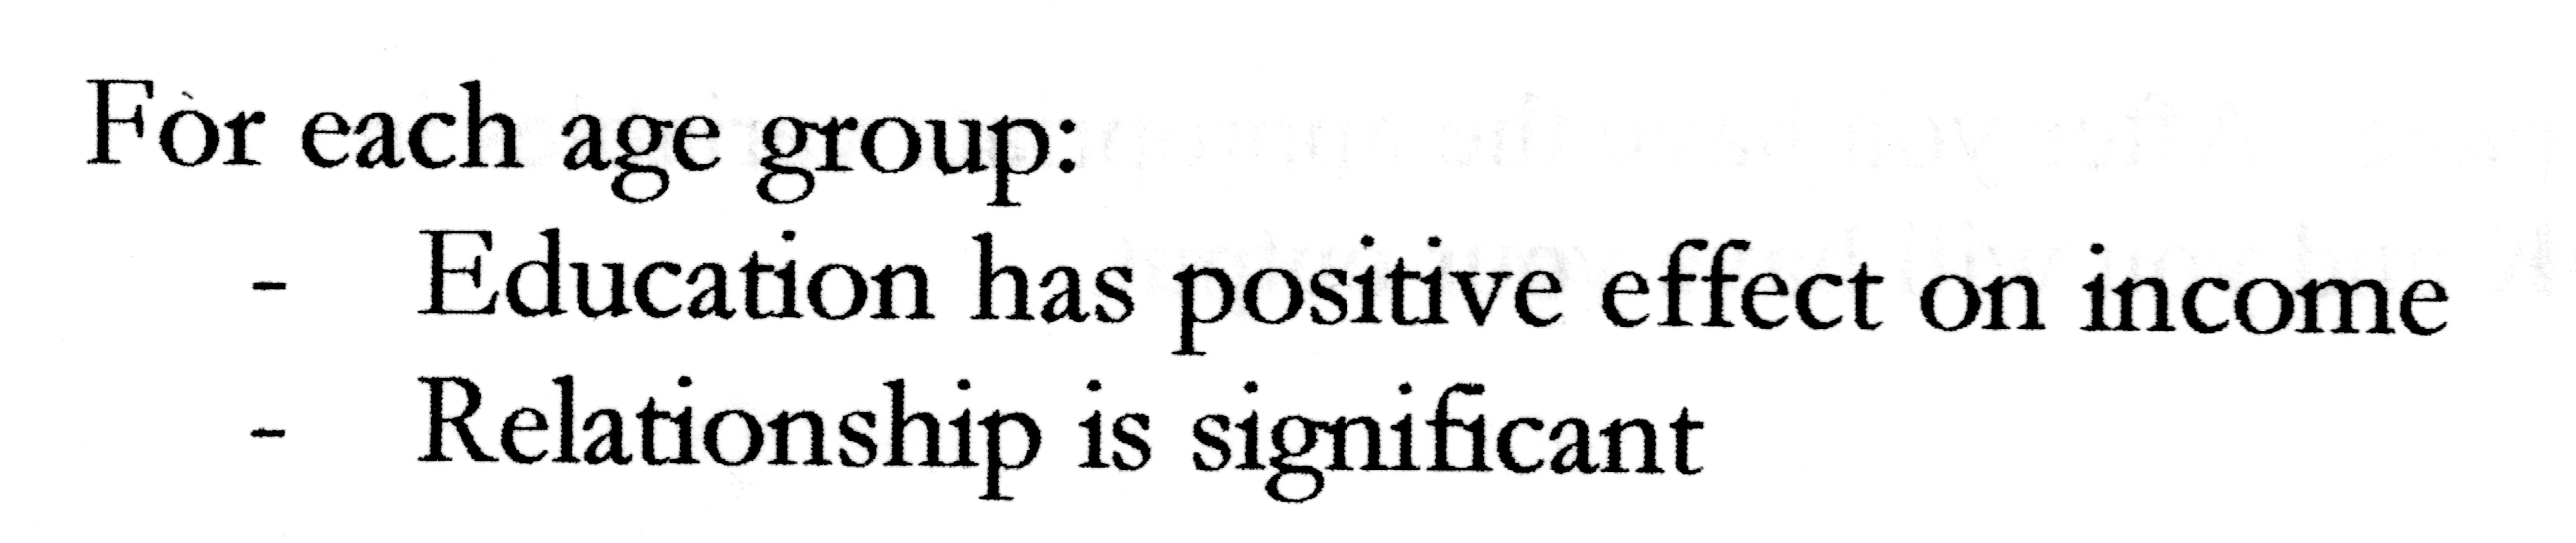 For each age group:
- Education has positive effect on income
- Relationship is significant